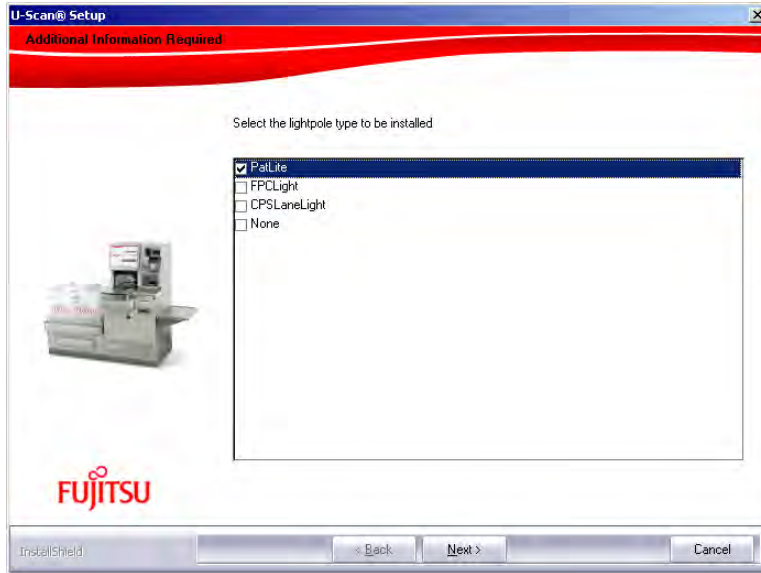 U-Scan® Setup
Additional Information Required
Select the lightpole type to be installed
PatLite
FPCLight
CPSLaneLight
None
FUJITSU
InstallShield
< Back
Next >
Cancel